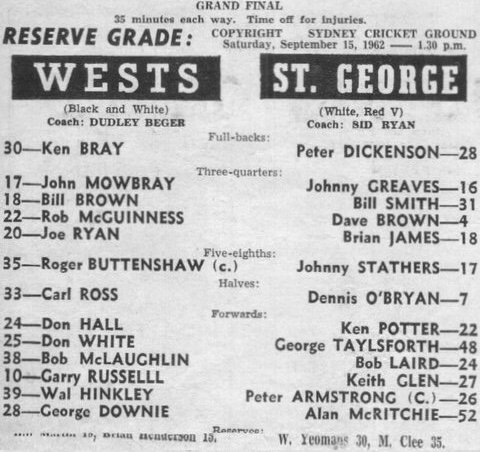 GRAND FINAL
35 minutes each way. Time off for injuries.
RESERVE GRADE: COPYRIGHT SYDNEY CRICKET GROUND
Saturday, September 15, 1962 — 1.30 p.m.
WESTS ST. GEORGE
(Black and White) (White, Red V)
Coach: DUDLEY BEGER Coach: SID RYAN
Full-backs:
30—Ken BRAY Peter DICKENSON—28
Three-quarters:
17—John MOWBRAY Johnny GREAVES—16
18—Bill BROWN Bill SMITH—31
22—Rob McGUINNESS Dave BROWN—4
20—Joe RYAN Brian JAMES—18
Five-eighths:
35—Roger BUTTENSHAW (c.) Johnny STATHERS—17
Halves:
33—Carl ROSS Dennis O'BRYAN—7
Forwards:
24—Don HALL Ken POTTER—22
25—Don WHITE George TAYLSFORTH—48
38—Bob McLAUGHLIN Bob LAIRD—24
10—Garry RUSSELLL Keith GLEN—27
39—Wal HINKLEY Peter ARMSTRONG (C.)—26
28—George DOWNIE Alan McRITCHIE—52
Reserves:
Martin 19, Brian Henderson 15. W. Yeomans 30, M. Clee 35.